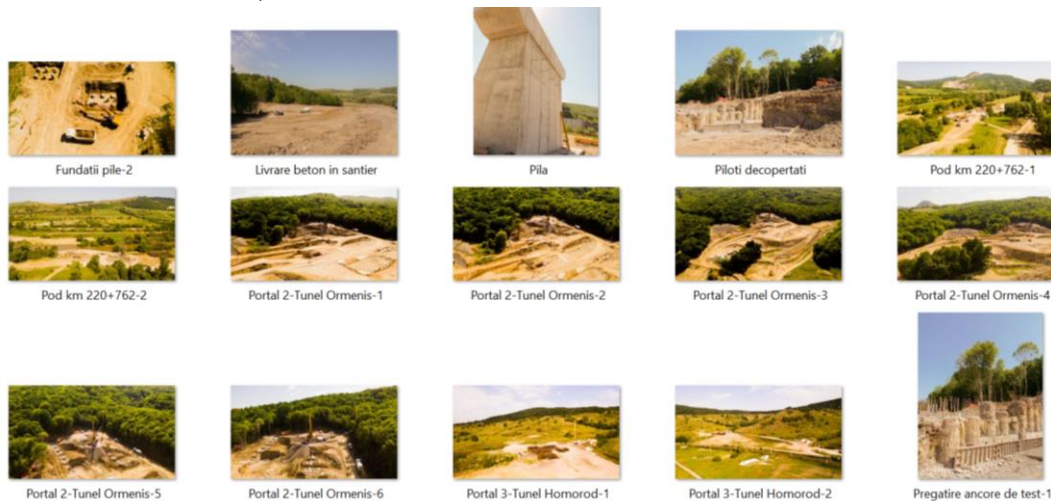 Fundatii pile-2
Livrare beton in santier
Pila
Piloti decopertati
Pod km 220+762-1
Pod km 220+762-2
Portal 2-Tunel Ormenis-1
Portal 2-Tunel Ormenis-2
Portal 2-Tunel Ormenis-3
Portal 2-Tunel Ormenis-4
Portal 2-Tunel Ormenis-5
Portal 2-Tunel Ormenis-6
Portal 3-Tunel Homorod-1
Portal 3-Tunel Homorod-2
Pregatire ancore de test-1